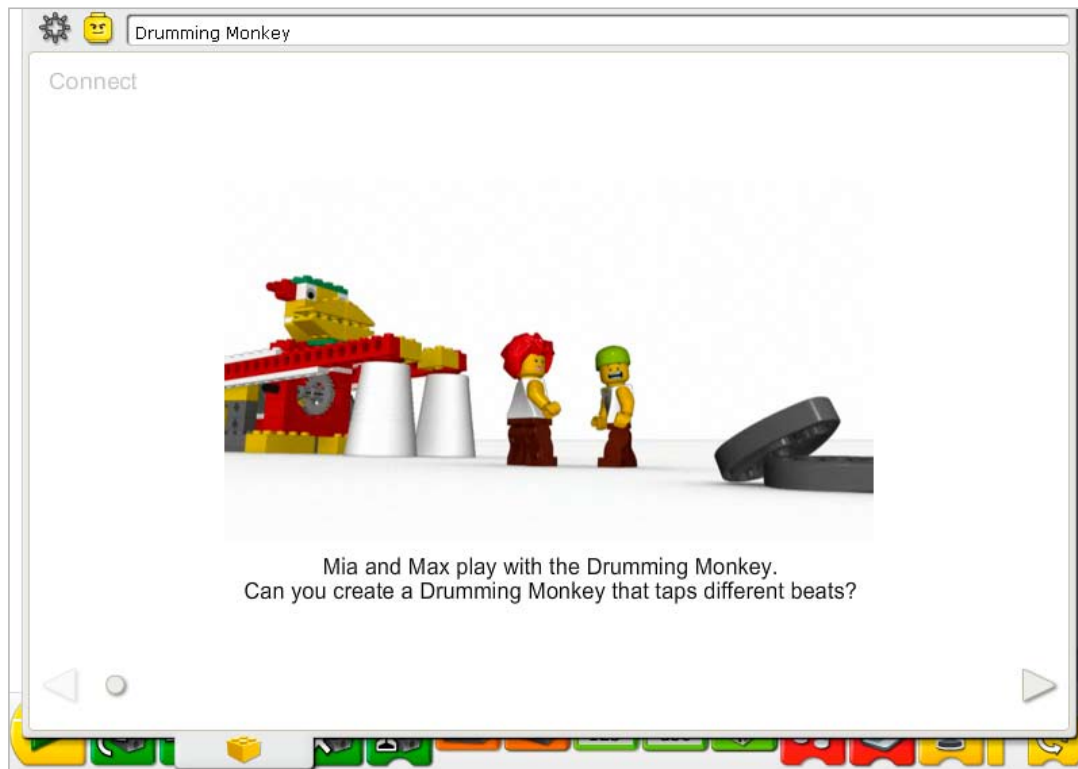 Drumming Monkey
Connect
Mia and Max play with the Drumming Monkey.
Can you create a Drumming Monkey that taps different beats?